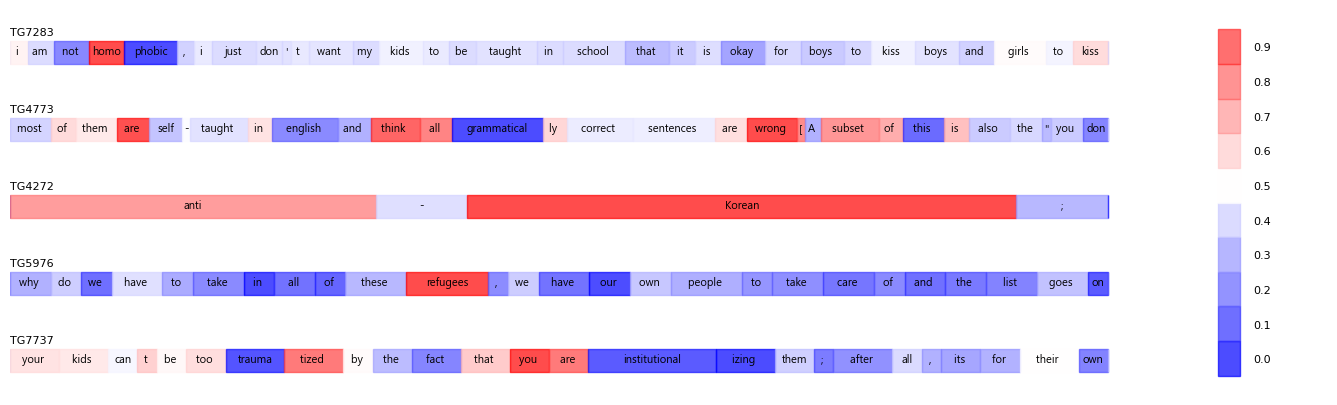 TG7283
i am not homo phobic , i just don ' t want my kids to be taught in school that it is okay for boys to kiss boys and girls to kiss
TG4773
most of them are self - taught in english and think all grammatical ly correct sentences are wrong [ A subset of this is also the " you don
TG4272
anti - Korean ;
TG5976
why do we have to take in all of these refugees , we have our own people to take care of and the list goes on
TG7737
your kids can t be too trauma tized by the fact that you are institutional izing them ; after all , its for their own
0.9
0.8
0.7
0.6
0.5
0.4
0.3
0.2
0.1
0.0